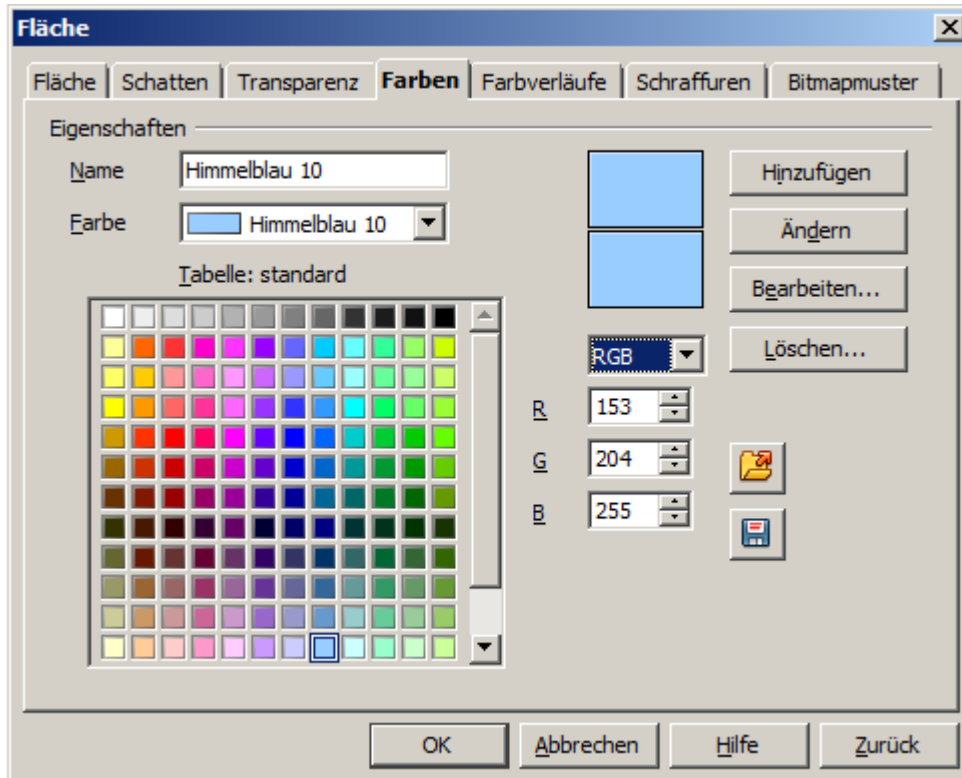 Fläche
Fläche Schatten Transparenz Farben Farbverläufe Schraffuren Bitmapmuster
Eigenschaften
Name Himmelblau 10 Hinzufügen
Farbe Himmelblau 10 Ändern
Tabelle: standard Bearbeiten...
RGB Löschen...
R 153
G 204
B 255
OK Abbrechen Hilfe Zurück